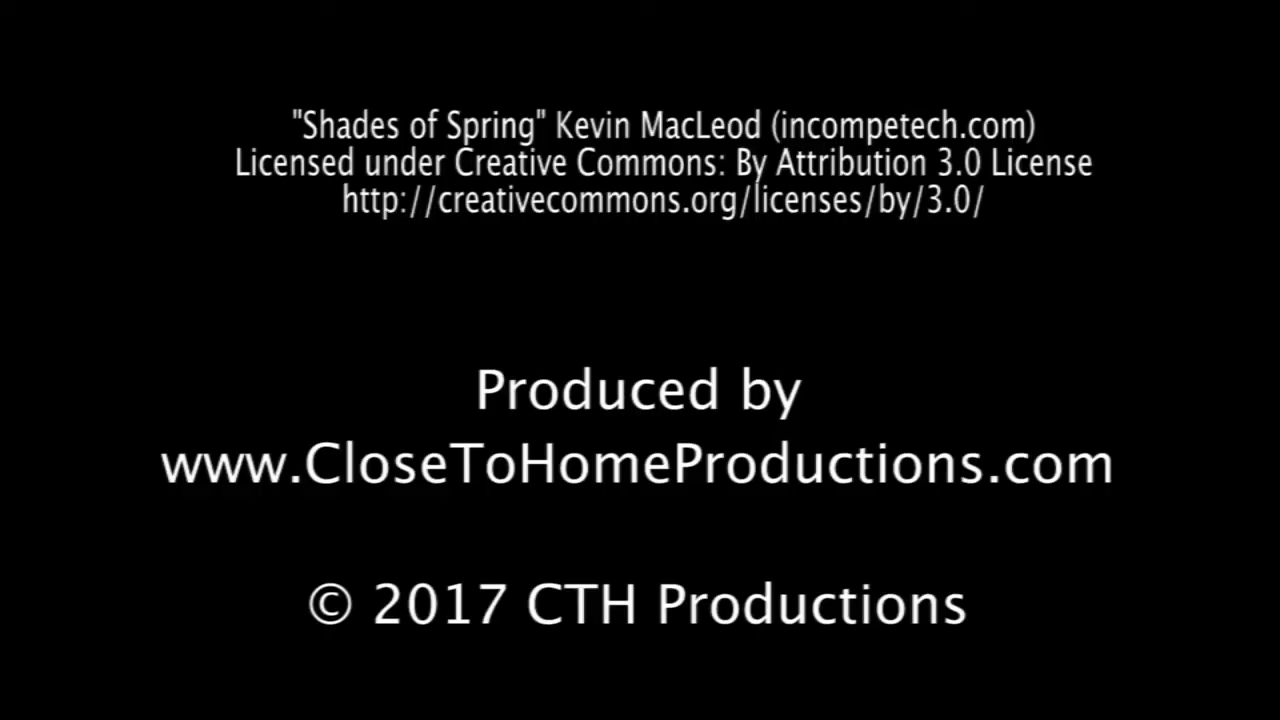 "Shades of Spring" Kevin MacLeod (incompetech.com)
Licensed under Creative Commons: By Attribution 3.0 License
http://creativecommons.org/licenses/by/3.0/
Produced by
www.CloseToHomeProductions.com
© 2017 CTH Productions